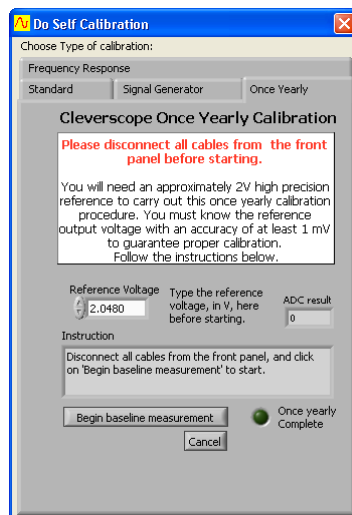 Do Self Calibration
Choose Type of calibration:
Frequency Response
Standard
Signal Generator
Once Yearly
Cleverscope Once Yearly Calibration
Please disconnect all cables from the front
panel before starting.
You will need an approximately 2V high precision
reference to carry out this once yearly calibration
procedure. You must know the reference
output voltage with an accuracy of at least 1 mV
to guarantee proper calibration.
Follow the instructions below.
Reference Voltage
2.0480
Type the reference
voltage, in V, here
before starting.
ADC result
0
Instruction
Disconnect all cables from the front panel, and click
on 'Begin baseline measurement' to start.
Begin baseline measurement
Once yearly
Complete
Cancel